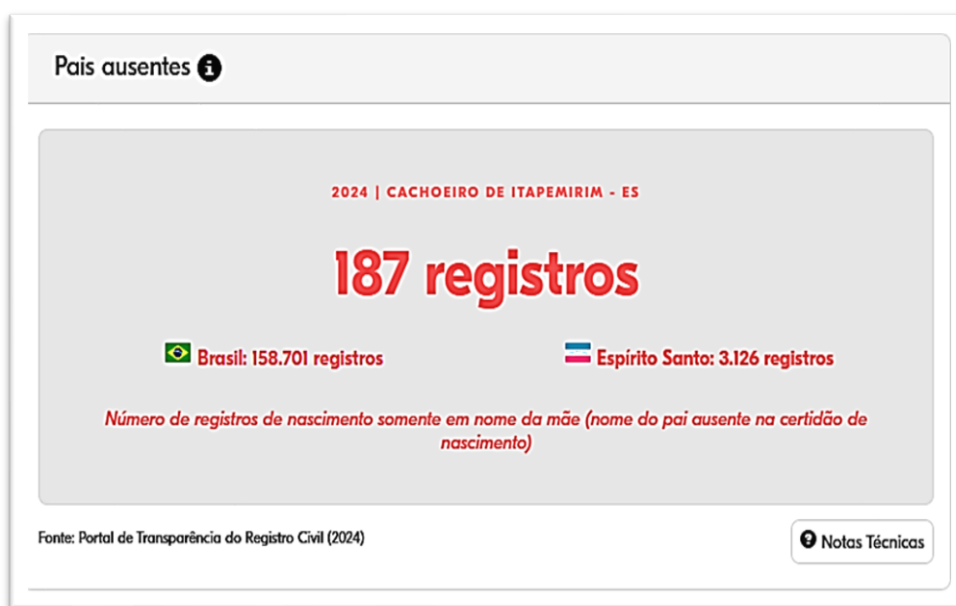 Pais ausentes
2024 | CACHOEIRO DE ITAPEMIRIM - ES
187 registros
Brasil: 158.701 registros
Espírito Santo: 3.126 registros
Número de registros de nascimento somente em nome da mãe (nome do pai ausente na certidão de
nascimento)
Fonte: Portal de Transparência do Registro Civil (2024)
Notas Técnicas